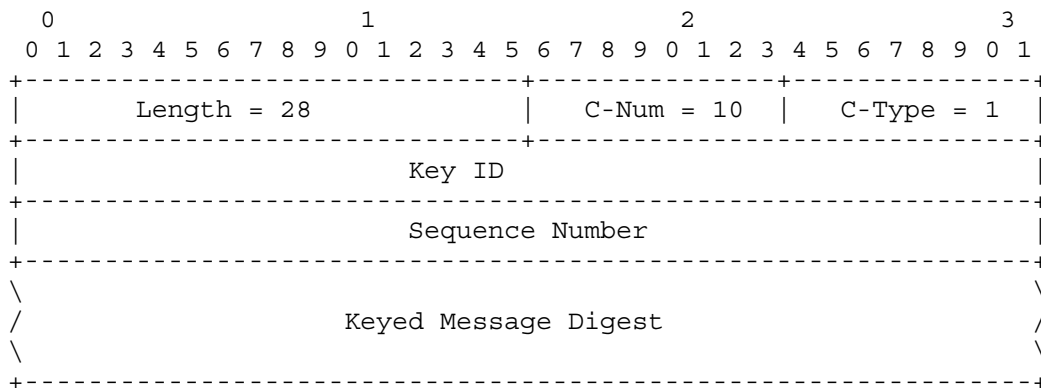 0 1 2 3
0 1 2 3 4 5 6 7 8 9 0 1 2 3 4 5 6 7 8 9 0 1 2 3 4 5 6 7 8 9 0 1
+-------------------------------+---------------+---------------+
| Length = 28 | C-Num = 10 | C-Type = 1 |
+-------------------------------+---------------+---------------+
| Key ID |
+---------------------------------------------------------------+
| Sequence Number |
+---------------------------------------------------------------+
\ \
/ Keyed Message Digest /
\ \
+---------------------------------------------------------------+